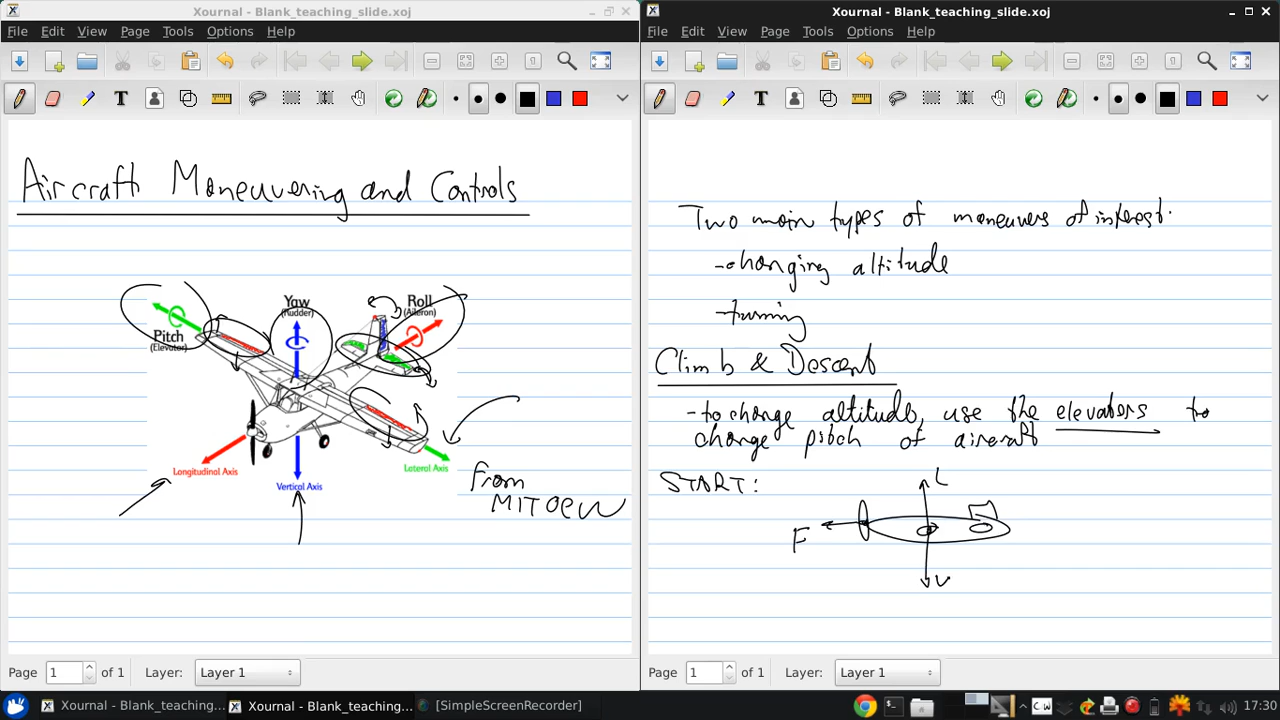 Xournal - Blank_teaching_slide.xoj
File Edit View Page Tools Options Help
Aircraft Maneuvering and Controls
Yaw
(Rudder)
Roll
(Aileron)
Pitch
(Elevator)
Longitudinal Axis
Vertical Axis
Lateral Axis
From
MIT OCW
Page 1 of 1 Layer: Layer 1
Xournal - Blank_teaching_slide.xoj
File Edit View Page Tools Options Help
Two main types of maneuvers of interest.
-changing altitude
-turning
Climb & Descent
-to change altitude, use the elevators to
change pitch of aircraft
START:
L
F
Page 1 of 1 Layer: Layer 1
Xournal - Blank_teaching... Xournal - Blank_teaching... [SimpleScreenRecorder] 17:30